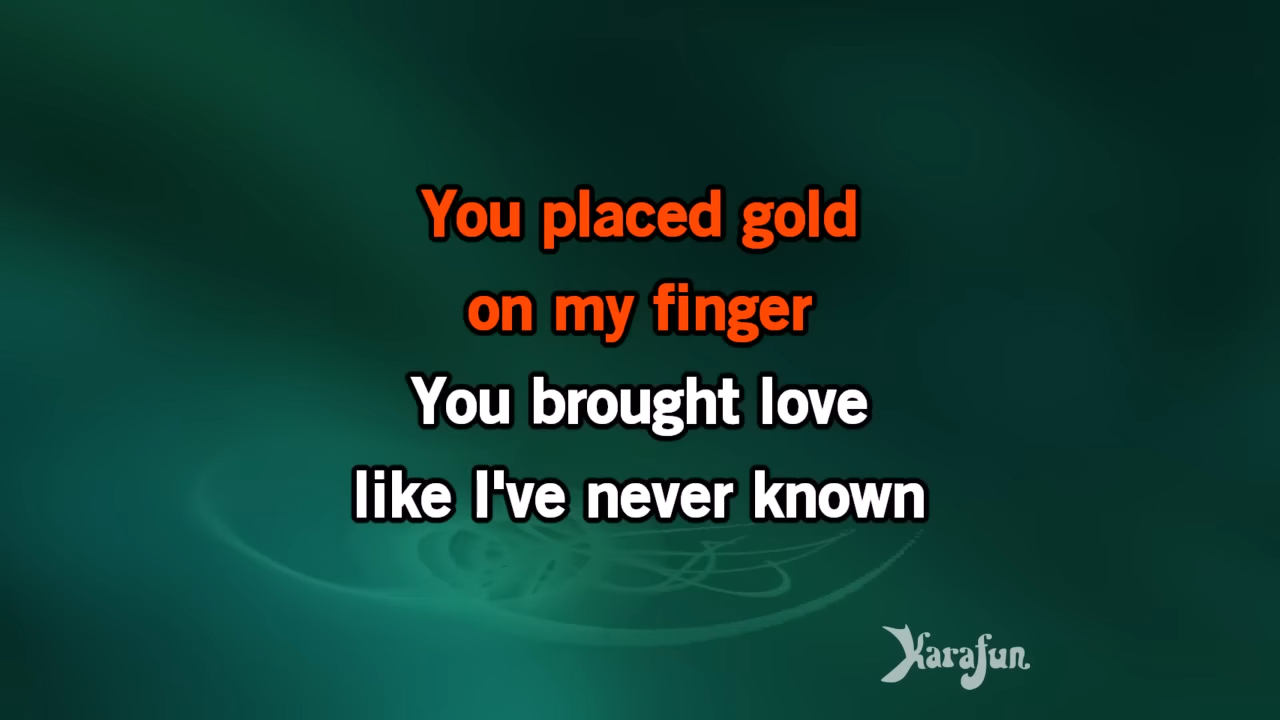 You placed gold
on my finger
You brought love
like I've never known
Karafun